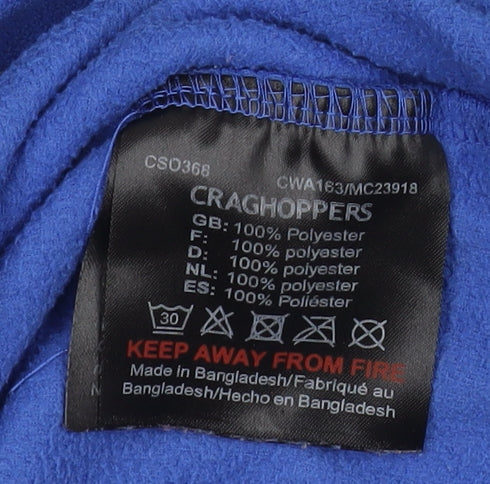 CSO368 CWA163/MC23918
CRAGHOPPERS
GB: 100% Polyester
F: 100% Polyester
D: 100% Polyester
NL: 100% Polyester
ES: 100% Poliéster
30
KEEP AWAY FROM FIRE
Made in Bangladesh/Fabriqué au
Bangladesh/Hecho en Bangladesh